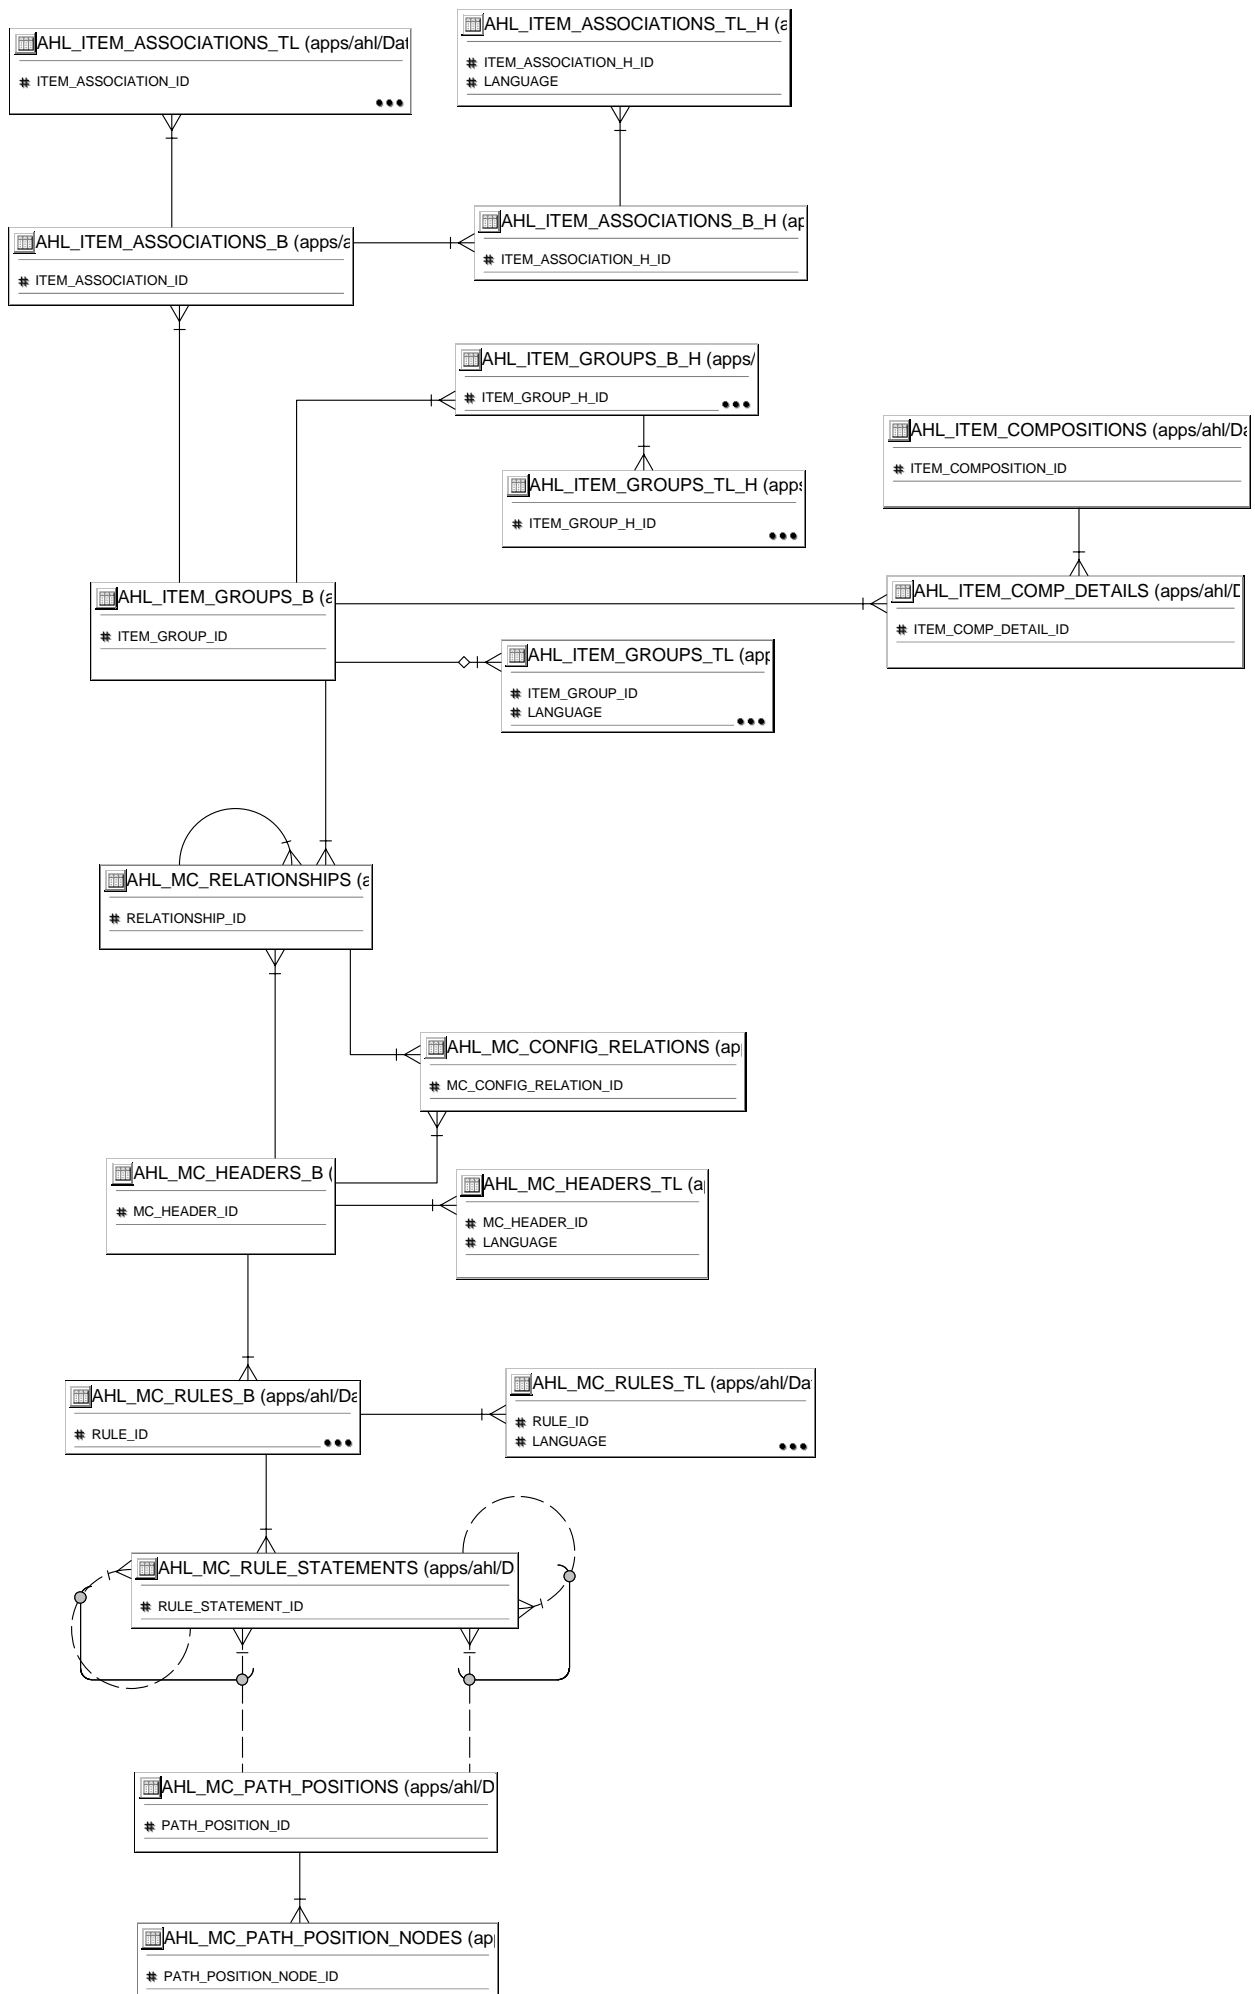 AHL_ITEM_ASSOCIATIONS_TL (apps/ahl/Dat
# ITEM_ASSOCIATION_ID
AHL_ITEM_ASSOCIATIONS_TL_H (a
# ITEM_ASSOCIATION_H_ID
# LANGUAGE
AHL_ITEM_ASSOCIATIONS_B (apps/a
# ITEM_ASSOCIATION_ID
AHL_ITEM_ASSOCIATIONS_B_H (ap
# ITEM_ASSOCIATION_H_ID
AHL_ITEM_GROUPS_B_H (apps/
# ITEM_GROUP_H_ID
AHL_ITEM_GROUPS_TL_H (apps
# ITEM_GROUP_H_ID
AHL_ITEM_COMPOSITIONS (apps/ahl/Da
# ITEM_COMPOSITION_ID
AHL_ITEM_GROUPS_B (a
# ITEM_GROUP_ID
AHL_ITEM_COMP_DETAILS (apps/ahl/D
# ITEM_COMP_DETAIL_ID
AHL_ITEM_GROUPS_TL (app
# ITEM_GROUP_ID
# LANGUAGE
AHL_MC_RELATIONSHIPS (a
# RELATIONSHIP_ID
AHL_MC_CONFIG_RELATIONS (ap
# MC_CONFIG_RELATION_ID
AHL_MC_HEADERS_B (
# MC_HEADER_ID
AHL_MC_HEADERS_TL (a
# MC_HEADER_ID
# LANGUAGE
AHL_MC_RULES_B (apps/ahl/Da
# RULE_ID
AHL_MC_RULES_TL (apps/ahl/Da
# RULE_ID
# LANGUAGE
AHL_MC_RULE_STATEMENTS (apps/ahl/D
# RULE_STATEMENT_ID
AHL_MC_PATH_POSITIONS (apps/ahl/D
# PATH_POSITION_ID
AHL_MC_PATH_POSITION_NODES (ap
# PATH_POSITION_NODE_ID